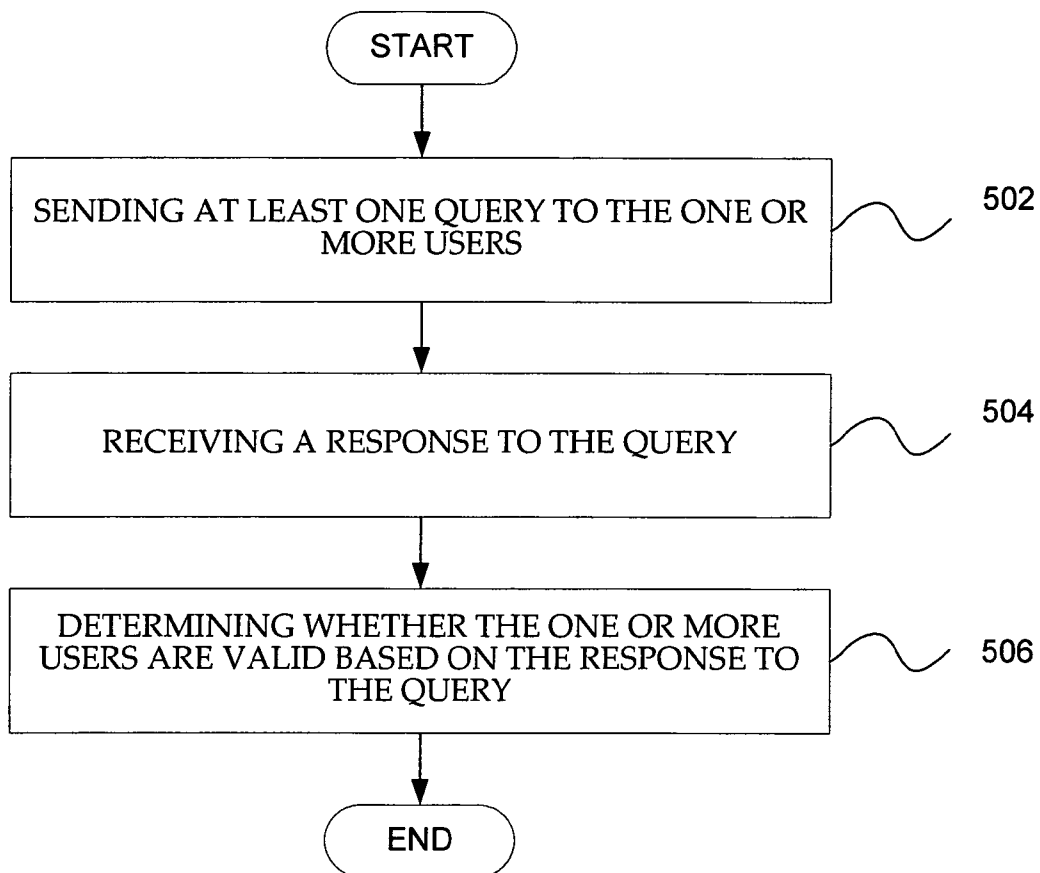 START
SENDING AT LEAST ONE QUERY TO THE ONE OR
MORE USERS
502
RECEIVING A RESPONSE TO THE QUERY
504
DETERMINING WHETHER THE ONE OR MORE
USERS ARE VALID BASED ON THE RESPONSE TO
THE QUERY
506
END